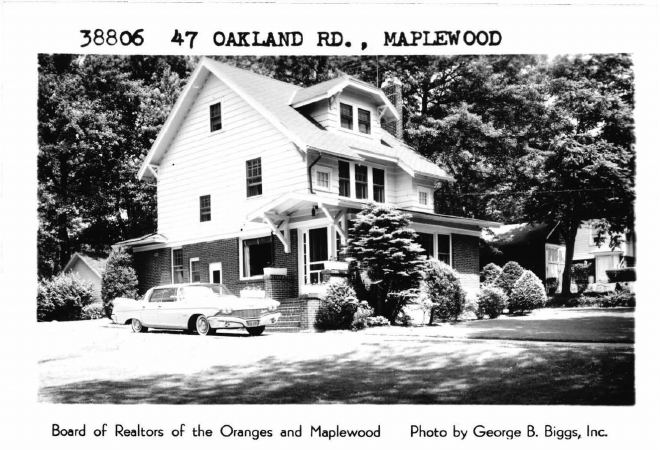 38806 47 OAKLAND RD., MAPLEWOOD
Board of Realtors of the Oranges and Maplewood Photo by George B. Biggs, Inc.